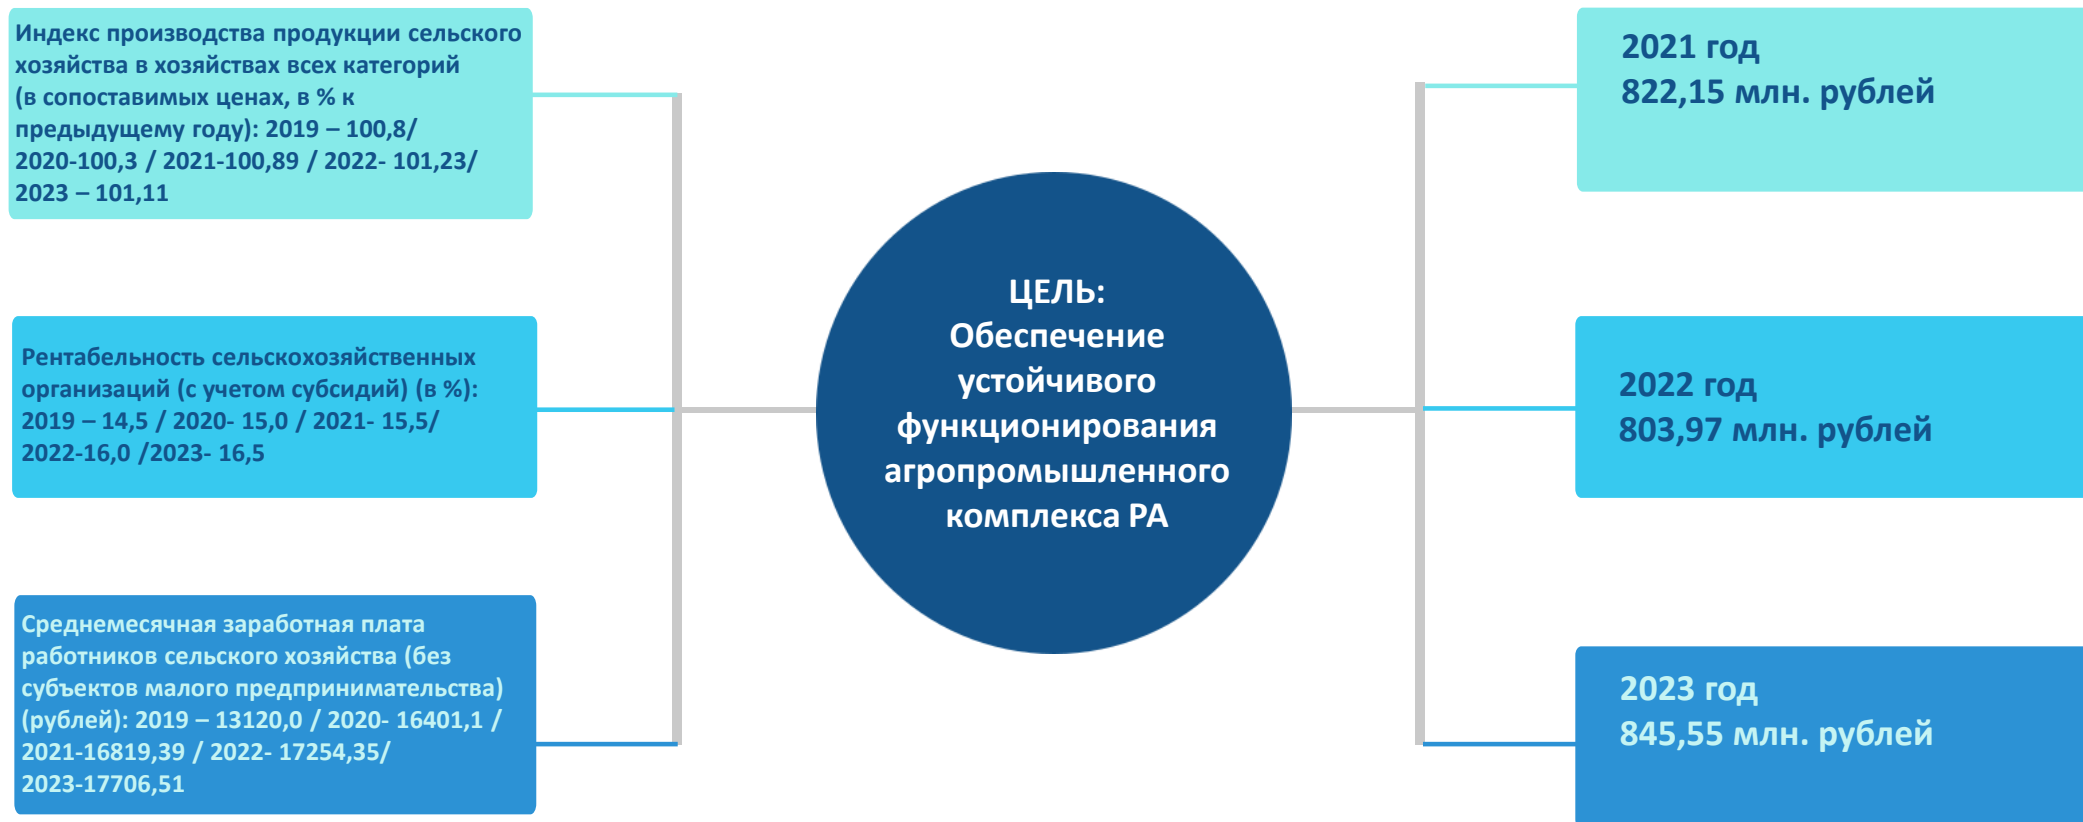 Индекс производства продукции сельского
хозяйства в хозяйствах всех категорий
(в сопоставимых ценах, в % к
предыдущему году): 2019 – 100,8/
2020-100,3 / 2021-100,89 / 2022- 101,23/
2023 – 101,11
Рентабельность сельскохозяйственных
организаций (с учетом субсидий) (в %):
2019 – 14,5 / 2020- 15,0 / 2021- 15,5/
2022-16,0 /2023- 16,5
Среднемесячная заработная плата
работников сельского хозяйства (без
субъектов малого предпринимательства)
(рублей): 2019 – 13120,0 / 2020- 16401,1 /
2021-16819,39 / 2022- 17254,35/
2023-17706,51
ЦЕЛЬ:
Обеспечение
устойчивого
функционирования
агропромышленного
комплекса РА
2021 год
822,15 млн. рублей
2022 год
803,97 млн. рублей
2023 год
845,55 млн. рублей